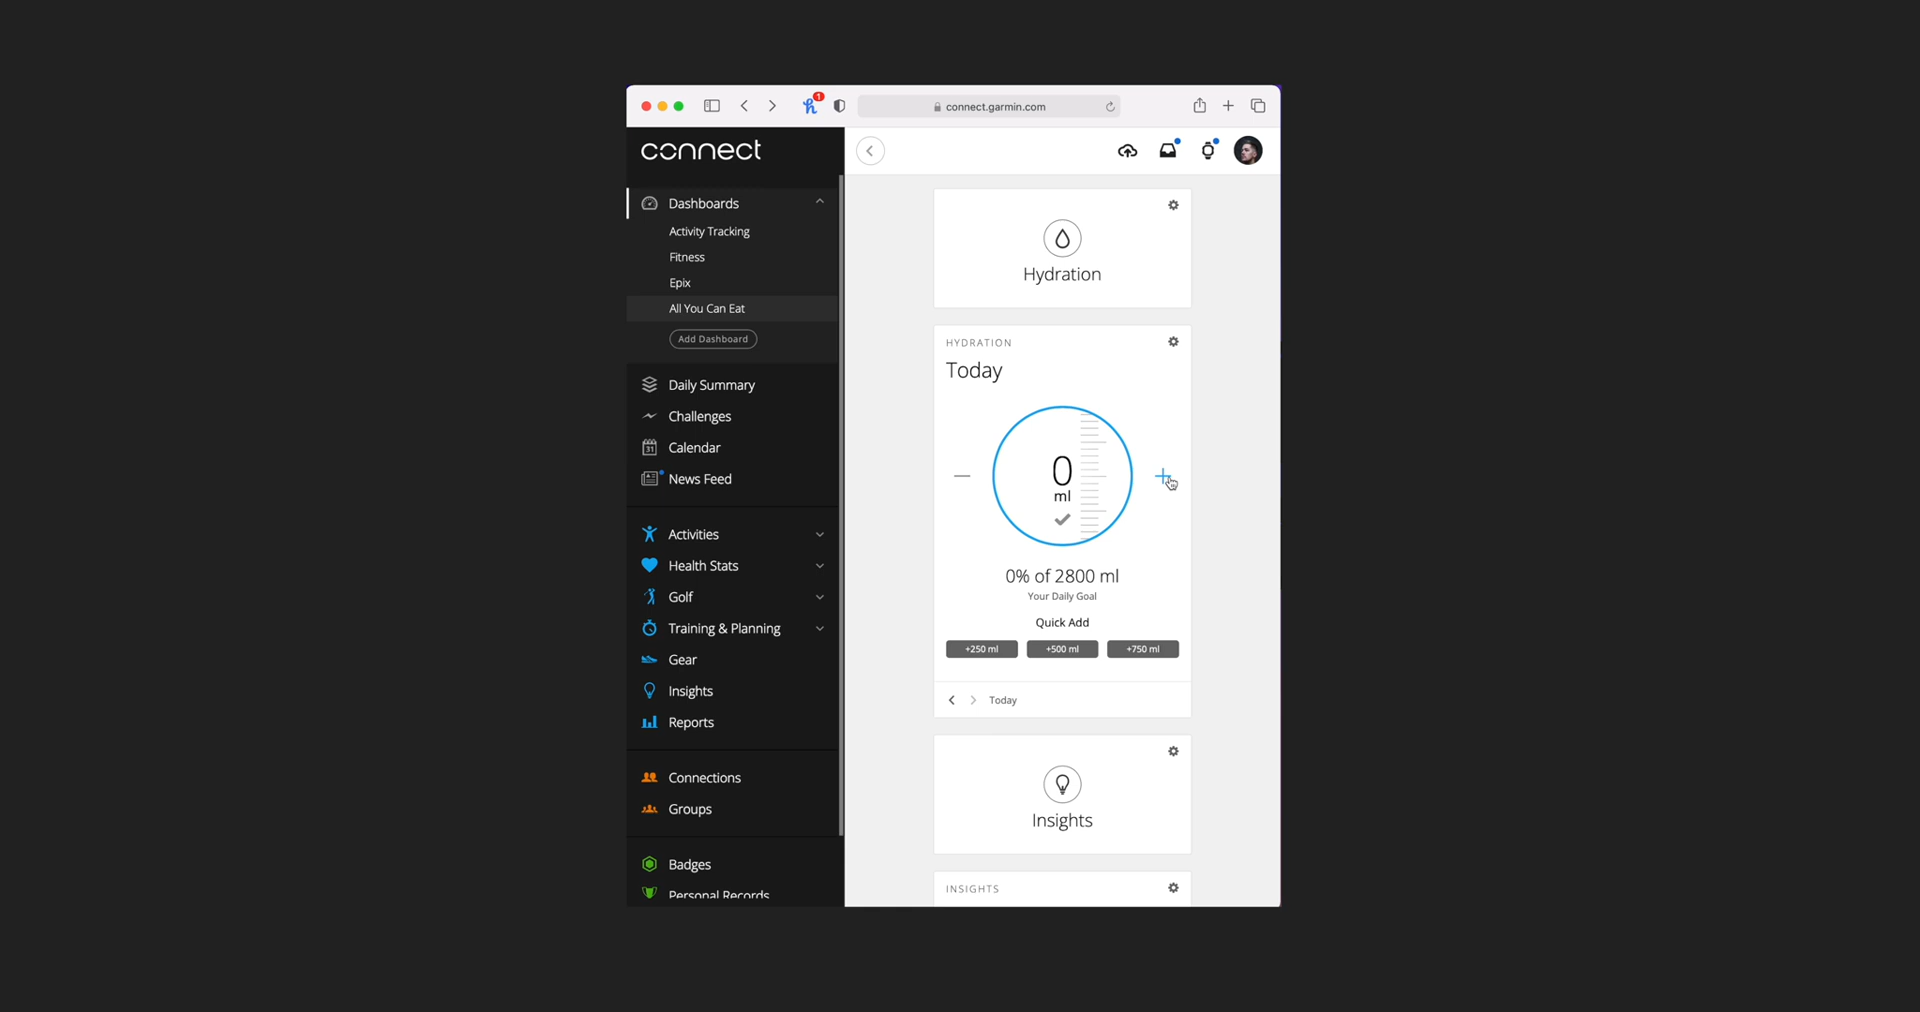 1
connect.garmin.com
connect
Dashboards
Activity Tracking
Fitness
Epix
All You Can Eat
Add Dashboard
Daily Summary
Challenges
31
Calendar
News Feed
Activities
Health Stats
Golf
Training & Planning
Gear
Insights
Reports
Connections
Groups
Badges
Personal Records
Hydration
HYDRATION
Today
0
ml
0% of 2800 ml
Your Daily Goal
Quick Add
+250 ml
+500 ml
+750 ml
Today
Insights
INSIGHTS